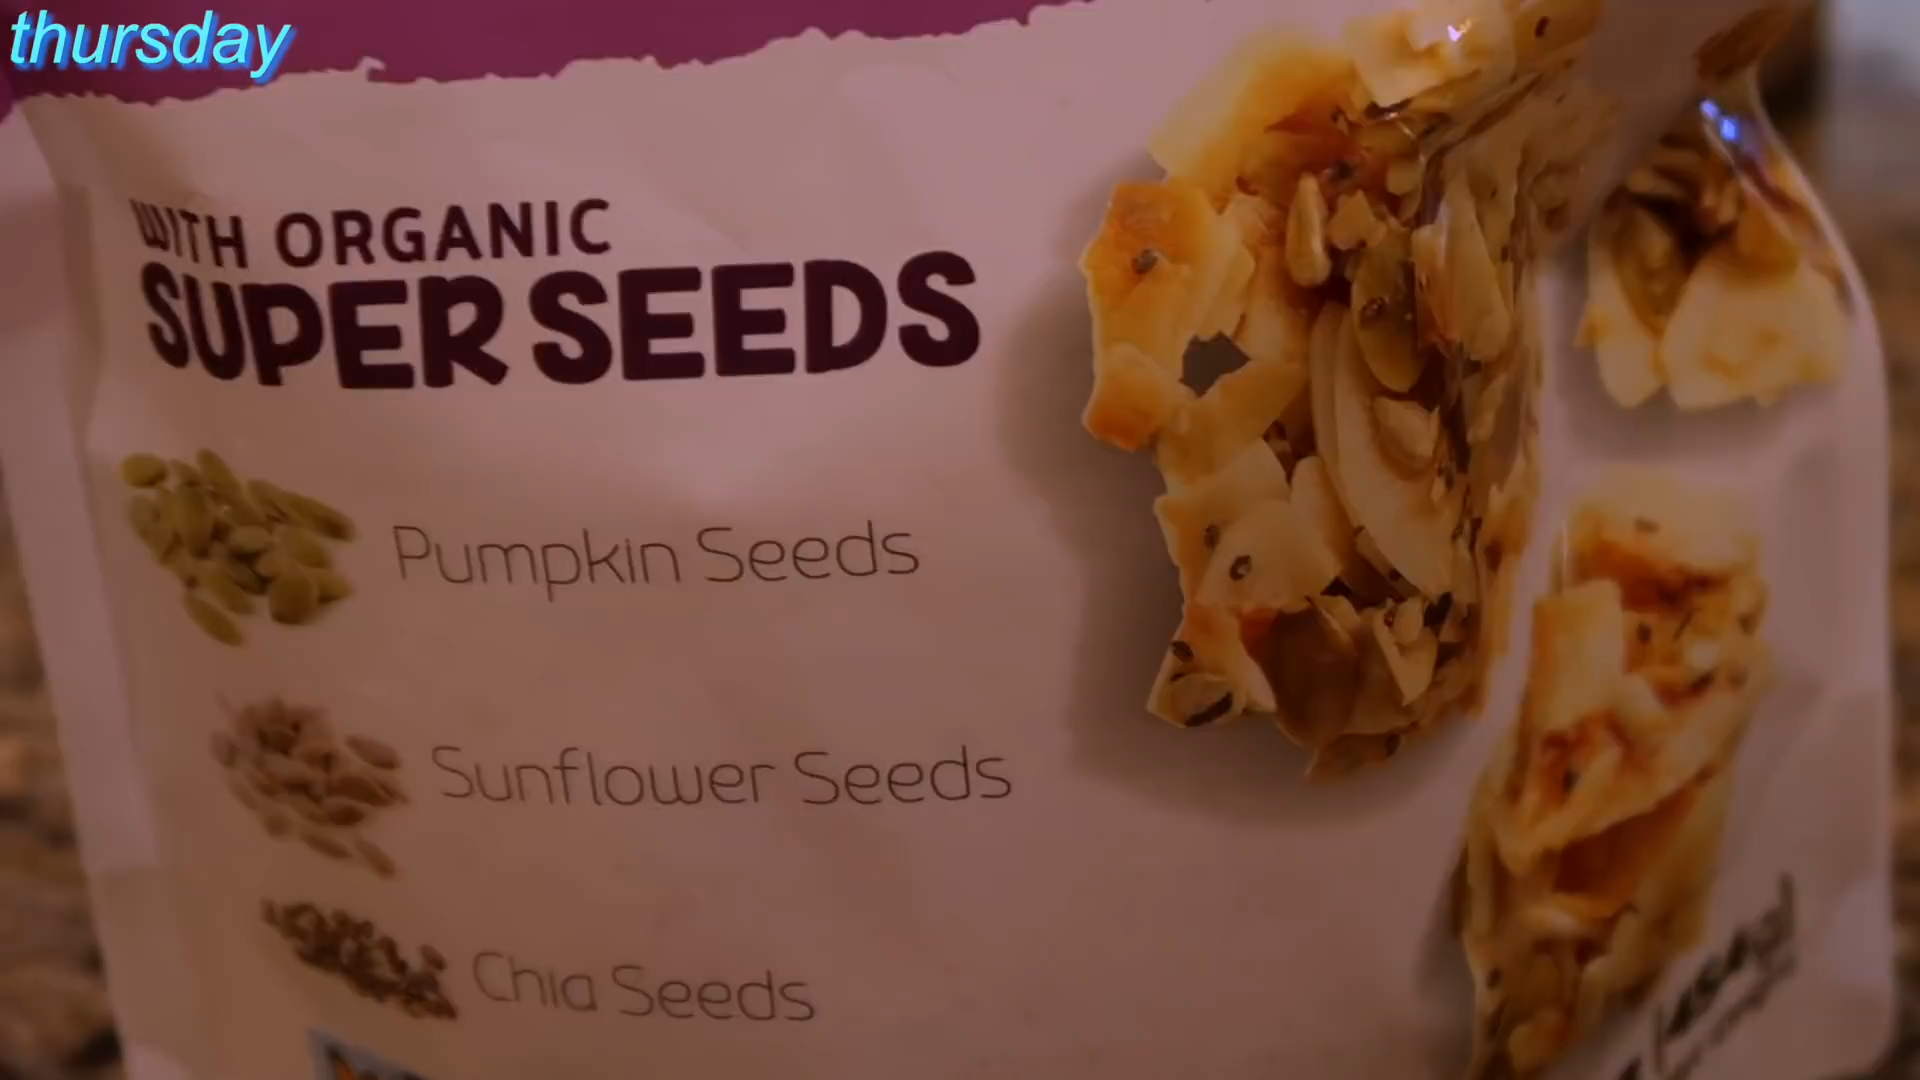 thursday
WITH ORGANIC
SUPER SEEDS
Pumpkin Seeds
Sunflower Seeds
Chia Seeds